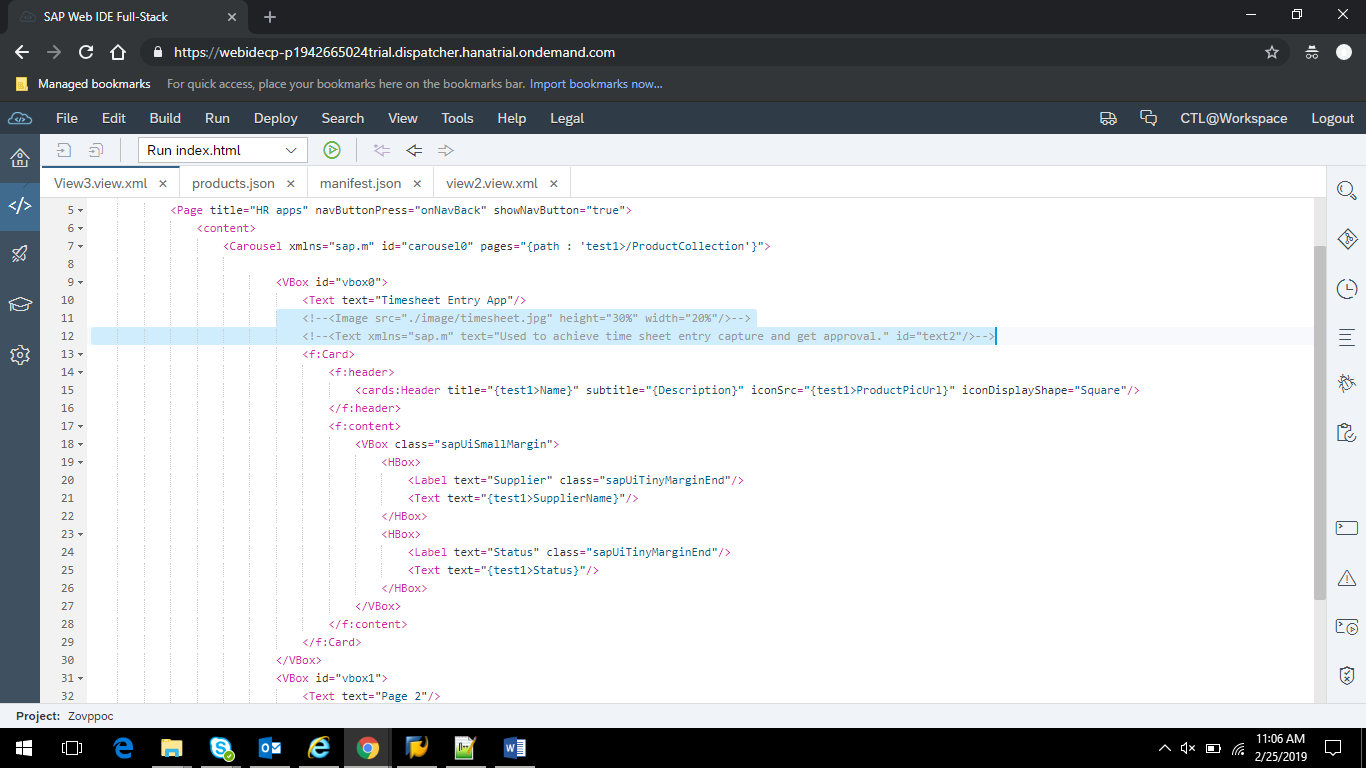 SAP Web IDE Full-Stack
https://webidecp-p1942665024trial.dispatcher.hanatrial.ondemand.com
Managed bookmarks For quick access, place your bookmarks here on the bookmarks bar. Import bookmarks now...
File Edit Build Run Deploy Search View Tools Help Legal CTL@Workspace Logout
Run index.html
View3.view.xml products.json manifest.json view2.view.xml
5 <Page title="HR apps" navButtonPress="onNavBack" showNavButton="true">
6 <content>
7 <Carousel xmlns="sap.m" id="carousel0" pages="{path : 'test1>/ProductCollection'}">
8
9 <VBox id="vbox0">
10 <Text text="Timesheet Entry App"/>
11 <!--<Image src="./image/timesheet.jpg" height="30%" width="20%"/>-->
12 <!--<Text xmlns="sap.m" text="Used to achieve time sheet entry capture and get approval." id="text2"/>-->
13 <f:Card>
14 <f:header>
15 <cards:Header title="{test1>Name}" subtitle="{Description}" iconSrc="{test1>ProductPicUrl}" iconDisplayShape="Square"/>
16 </f:header>
17 <f:content>
18 <VBox class="sapUiSmallMargin">
19 <HBox>
20 <Label text="Supplier" class="sapUiTinyMarginEnd"/>
21 <Text text="{test1>SupplierName}"/>
22 </HBox>
23 <HBox>
24 <Label text="Status" class="sapUiTinyMarginEnd"/>
25 <Text text="{test1>Status}"/>
26 </HBox>
27 </VBox>
28 </f:content>
29 </f:Card>
30 </VBox>
31 <VBox id="vbox1">
32 <Text text="Page 2"/>
Project: Zovppoc
11:06 AM
2/25/2019